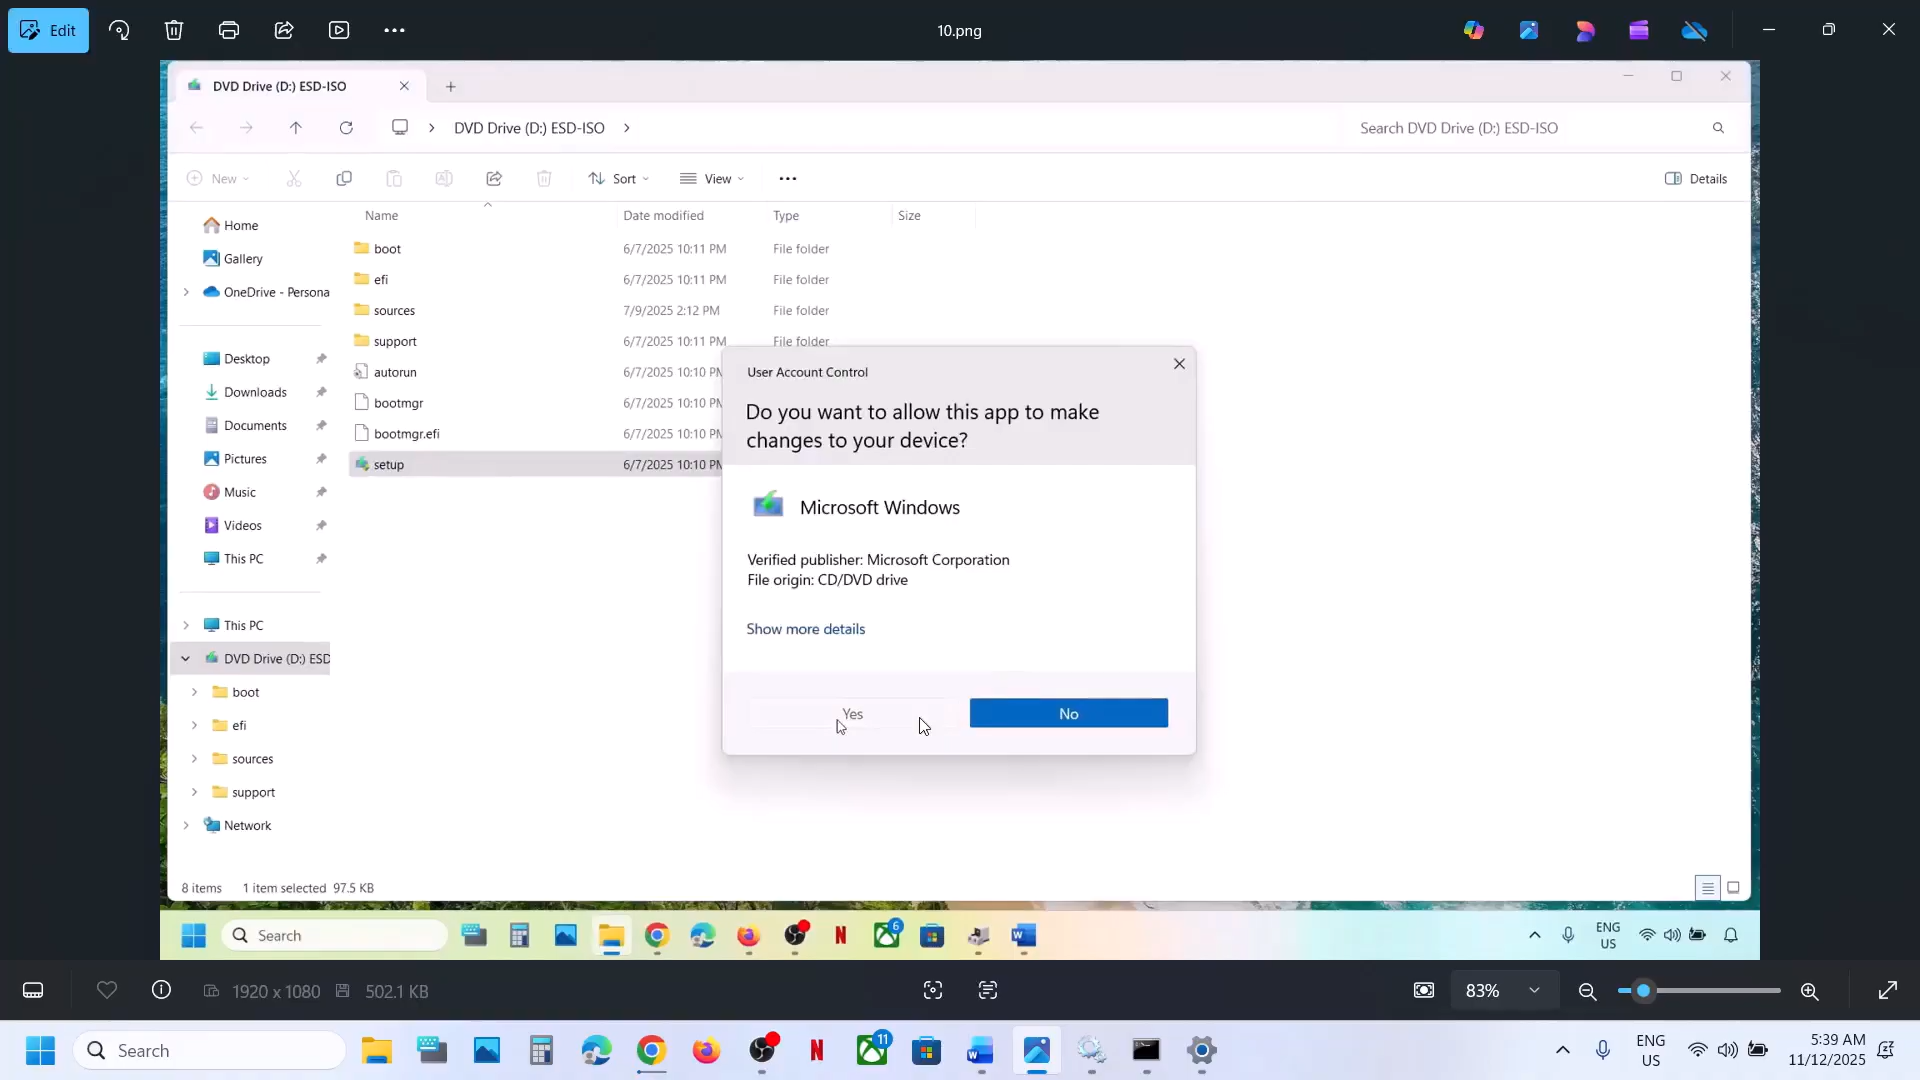 Edit
10.png
DVD Drive (D:) ESD-ISO
DVD Drive (D:) ESD-ISO
Search DVD Drive (D:) ESD-ISO
New
Sort
View
Details
Name
Date modified
Type
Size
boot
6/7/2025 10:11 PM
File folder
efi
6/7/2025 10:11 PM
File folder
sources
7/9/2025 2:12 PM
File folder
support
6/7/2025 10:11 PM
File folder
autorun
6/7/2025 10:10 PM
bootmgr
6/7/2025 10:10 PM
bootmgr.efi
6/7/2025 10:10 PM
setup
6/7/2025 10:10 PM
Home
Gallery
OneDrive - Persona
Desktop
Downloads
Documents
Pictures
Music
Videos
This PC
This PC
DVD Drive (D:) ESD
boot
efi
sources
support
Network
User Account Control
Do you want to allow this app to make
changes to your device?
Microsoft Windows
Verified publisher: Microsoft Corporation
File origin: CD/DVD drive
Show more details
Yes
No
8 items
1 item selected 97.5 KB
Search
6
ENG
US
1920 x 1080
502.1 KB
83%
Search
11
ENG
US
5:39 AM
11/12/2025